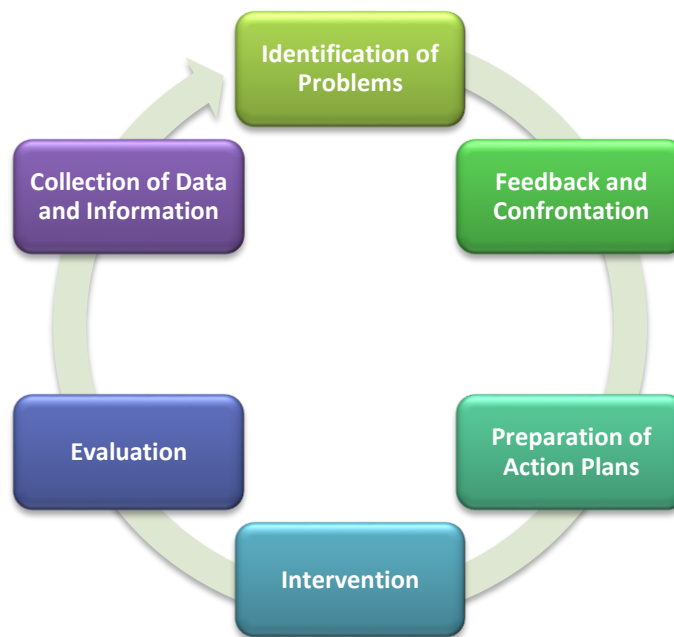 Identification of
Problems
Feedback and
Confrontation
Preparation of
Action Plans
Intervention
Evaluation
Collection of Data
and Information